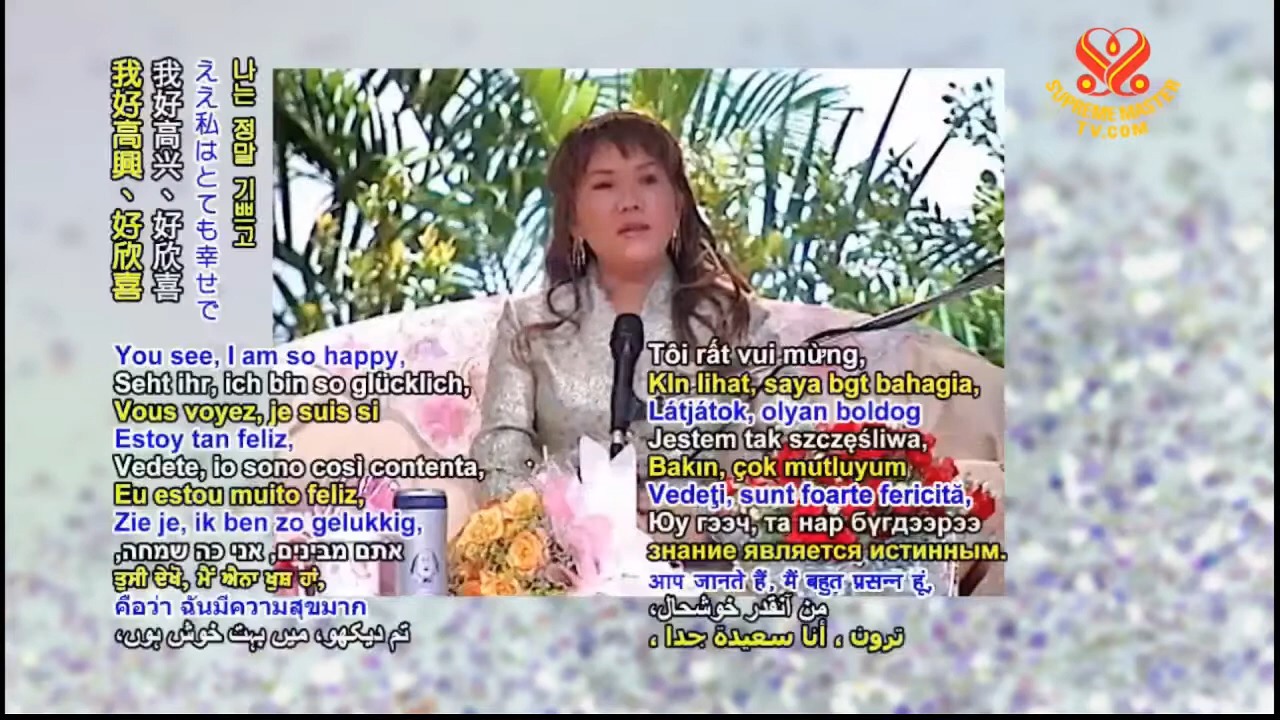 我好高興、好欣喜
我好高兴、好欣喜
ええ私はとても幸せで
나는 정말 기쁘고
SUPREME MASTER
TV.COM
You see, I am so happy,
Seht ihr, ich bin so glücklich,
Vous voyez, je suis si
Estoy tan feliz,
Vedete, io sono così contenta,
Eu estou muito feliz,
Zie je, ik ben zo gelukkig,
אתם מבינים, אני כה שמחה,
ਤੁਸੀ ਦੇਖੋ, ਮੈਂ ਐਨਾ ਖੁਸ਼ ਹਾਂ,
คือว่า ฉันมีความสุขมาก
تم دیکھو، میں بہت خوش ہوں،
Tôi rất vui mừng,
Kln lihat, saya bgt bahagia,
Látjátok, olyan boldog
Jestem tak szczęśliwa,
Bakın, çok mutluyum
Vedeţi, sunt foarte fericită,
Юу гээч, та нар бүгдээрээ
знание является истинным.
आप जानते हैं, मैं बहुत प्रसन्न हूं,
من آنقدر خوشحال،
ترون ، أنا سعيدة جدا ،